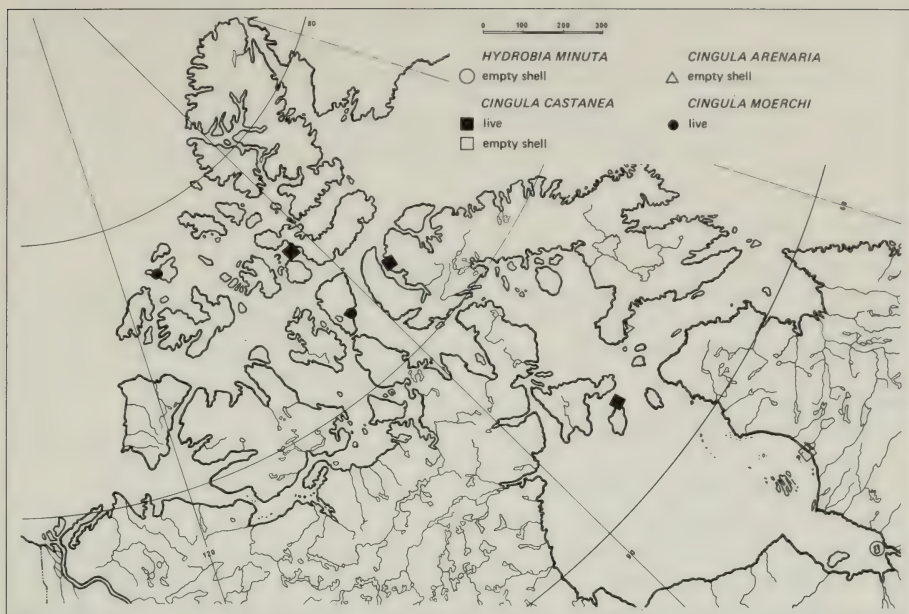 0 100 200 300
HYDROBIA MINUTA
empty shell
CINGULA CASTANEA
live
empty shell
CINGULA ARENARIA
empty shell
CINGULA MOERCHI
live
80
120